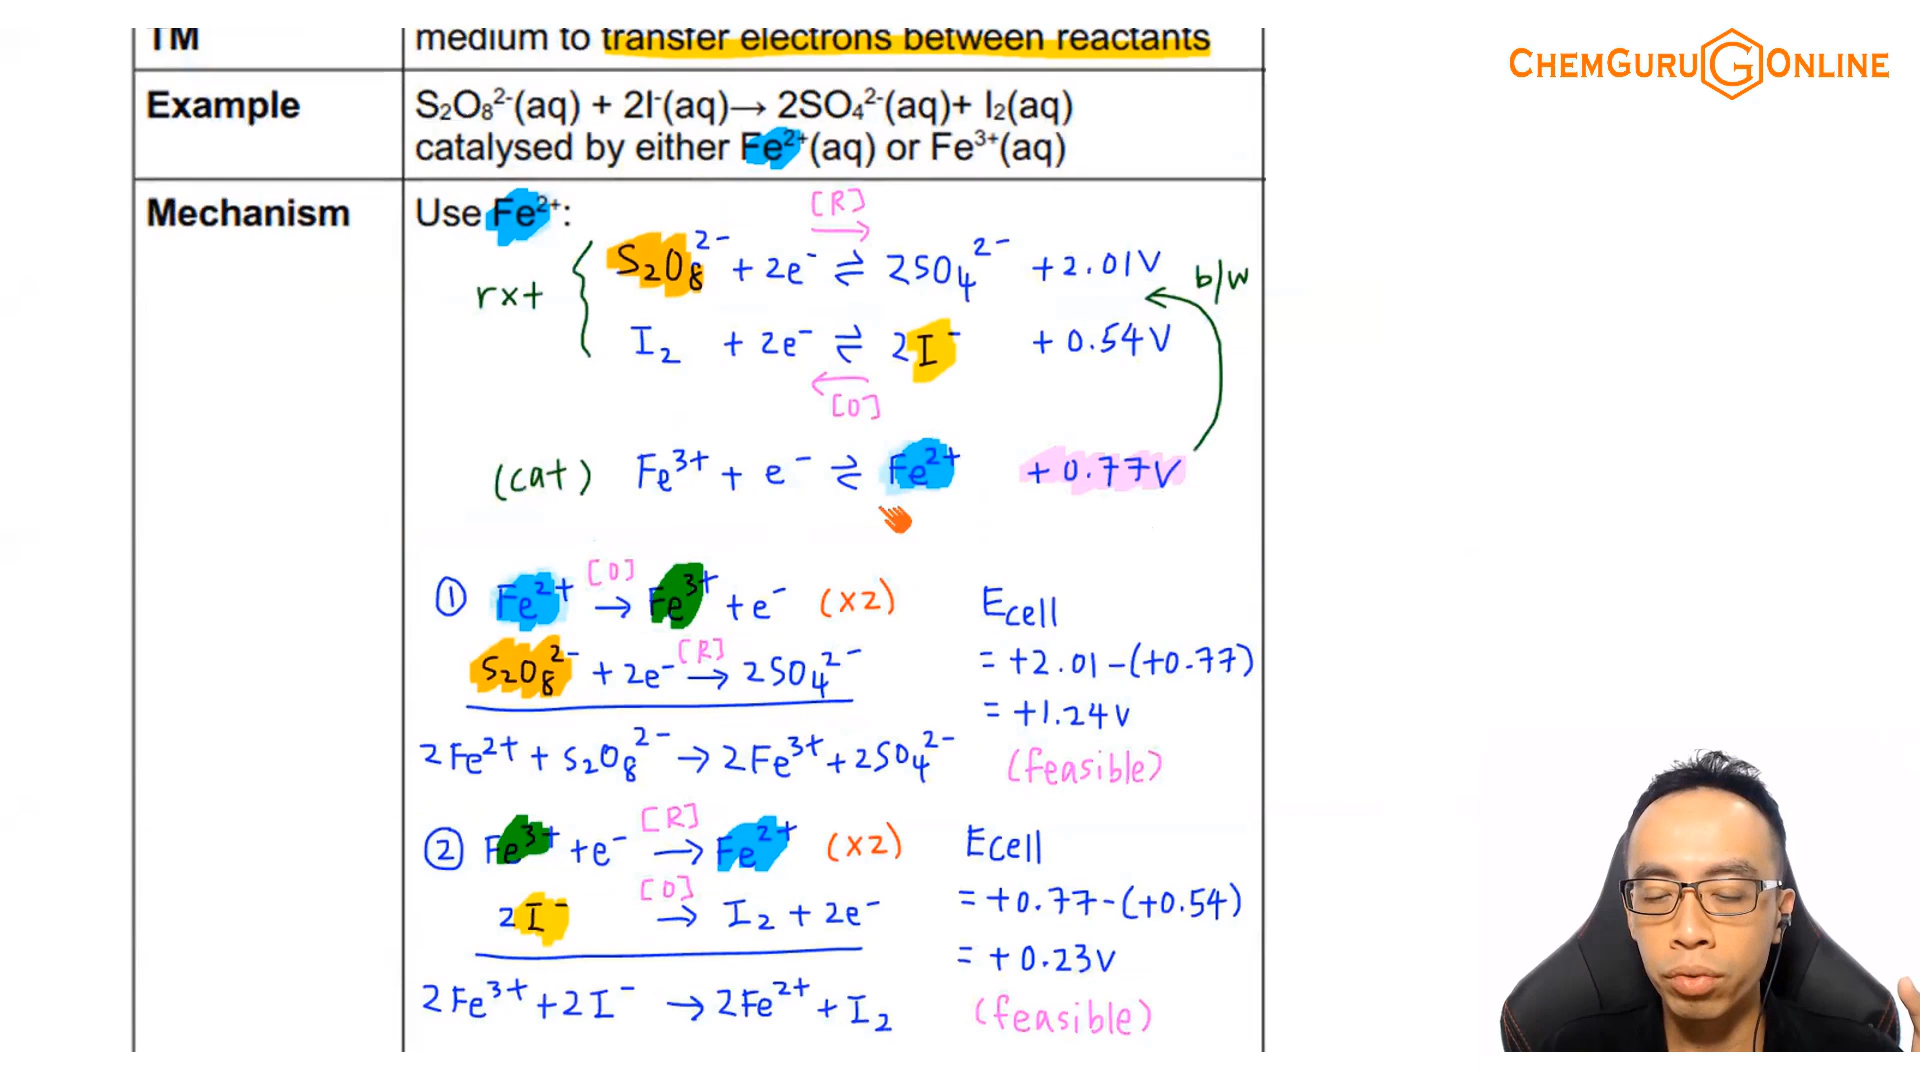 TM medium to transfer electrons between reactants
CHEMGURU G ONLINE
Example S₂O₈²⁻(aq) + 2I⁻(aq)→ 2SO₄²⁻(aq)+ I₂(aq)
catalysed by either Fe²⁺(aq) or Fe³⁺(aq)
Mechanism Use Fe²⁺:
[R]
rxt
S₂O₈²⁻ + 2e⁻ ⇌ 2SO₄²⁻ +2.01V
b/w
I₂ + 2e⁻ ⇌ 2I⁻ +0.54V
[O]
(cat) Fe³⁺ + e⁻ ⇌ Fe²⁺ +0.77V
① Fe²⁺ [O] → Fe³⁺ + e⁻ (x2) Ecell
S₂O₈²⁻ + 2e⁻ [R] → 2SO₄²⁻ = +2.01-(+0.77)
= +1.24V
2Fe²⁺ + S₂O₈²⁻ → 2Fe³⁺ + 2SO₄²⁻ (feasible)
② Fe³⁺ + e⁻ [R] → Fe²⁺ (x2) Ecell
2I⁻ [O] → I₂ + 2e⁻ = +0.77-(+0.54)
= +0.23V
2Fe³⁺ + 2I⁻ → 2Fe²⁺ + I₂ (feasible)